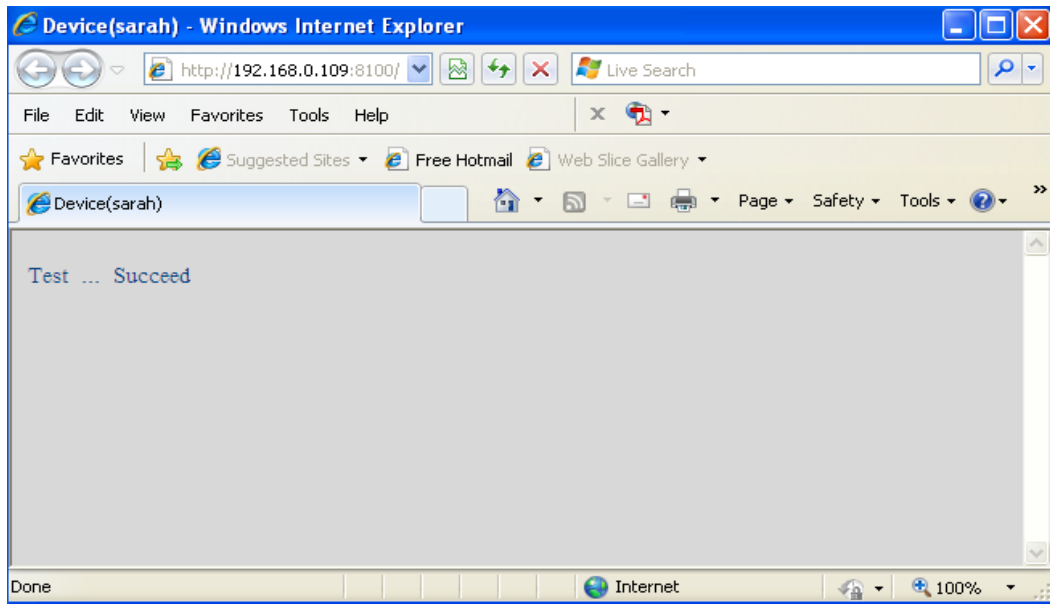 Device(sarah) - Windows Internet Explorer
http://192.168.0.109:8100/ Live Search
File Edit View Favorites Tools Help
Favorites Suggested Sites Free Hotmail Web Slice Gallery
Device(sarah) Page Safety Tools
Test ... Succeed
Done Internet 100%